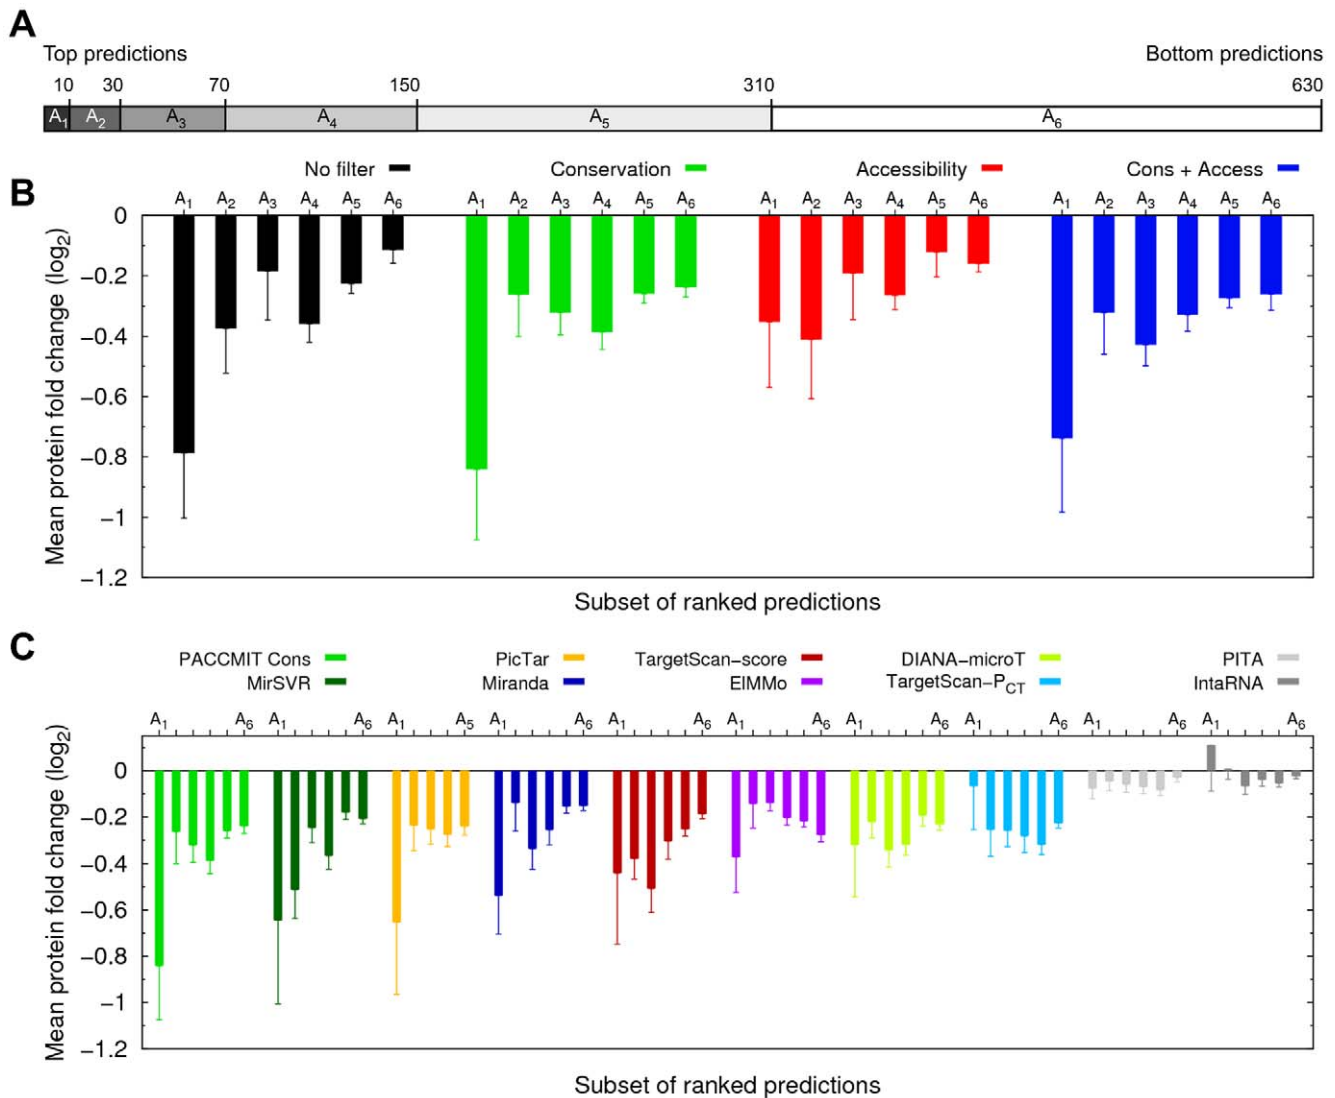 A
Top predictions Bottom predictions
10 30 70 150 310 630
A1 A2 A3 A4 A5 A6
No filter Conservation Accessibility Cons + Access
B
A1 A2 A3 A4 A5 A6 A1 A2 A3 A4 A5 A6 A1 A2 A3 A4 A5 A6 A1 A2 A3 A4 A5 A6
0
−0.2
−0.4
−0.6
−0.8
−1
−1.2
Mean protein fold change (log2)
Subset of ranked predictions
C
PACCMIT Cons PicTar TargetScan−score DIANA−microT PITA
MirSVR Miranda ElMMo TargetScan−PCT IntaRNA
A1 A6 A1 A6 A1 A5 A1 A6 A1 A6 A1 A6 A1 A6 A6 A1 A6 A1 A6
0
−0.2
−0.4
−0.6
−0.8
−1
−1.2
Mean protein fold change (log2)
Subset of ranked predictions